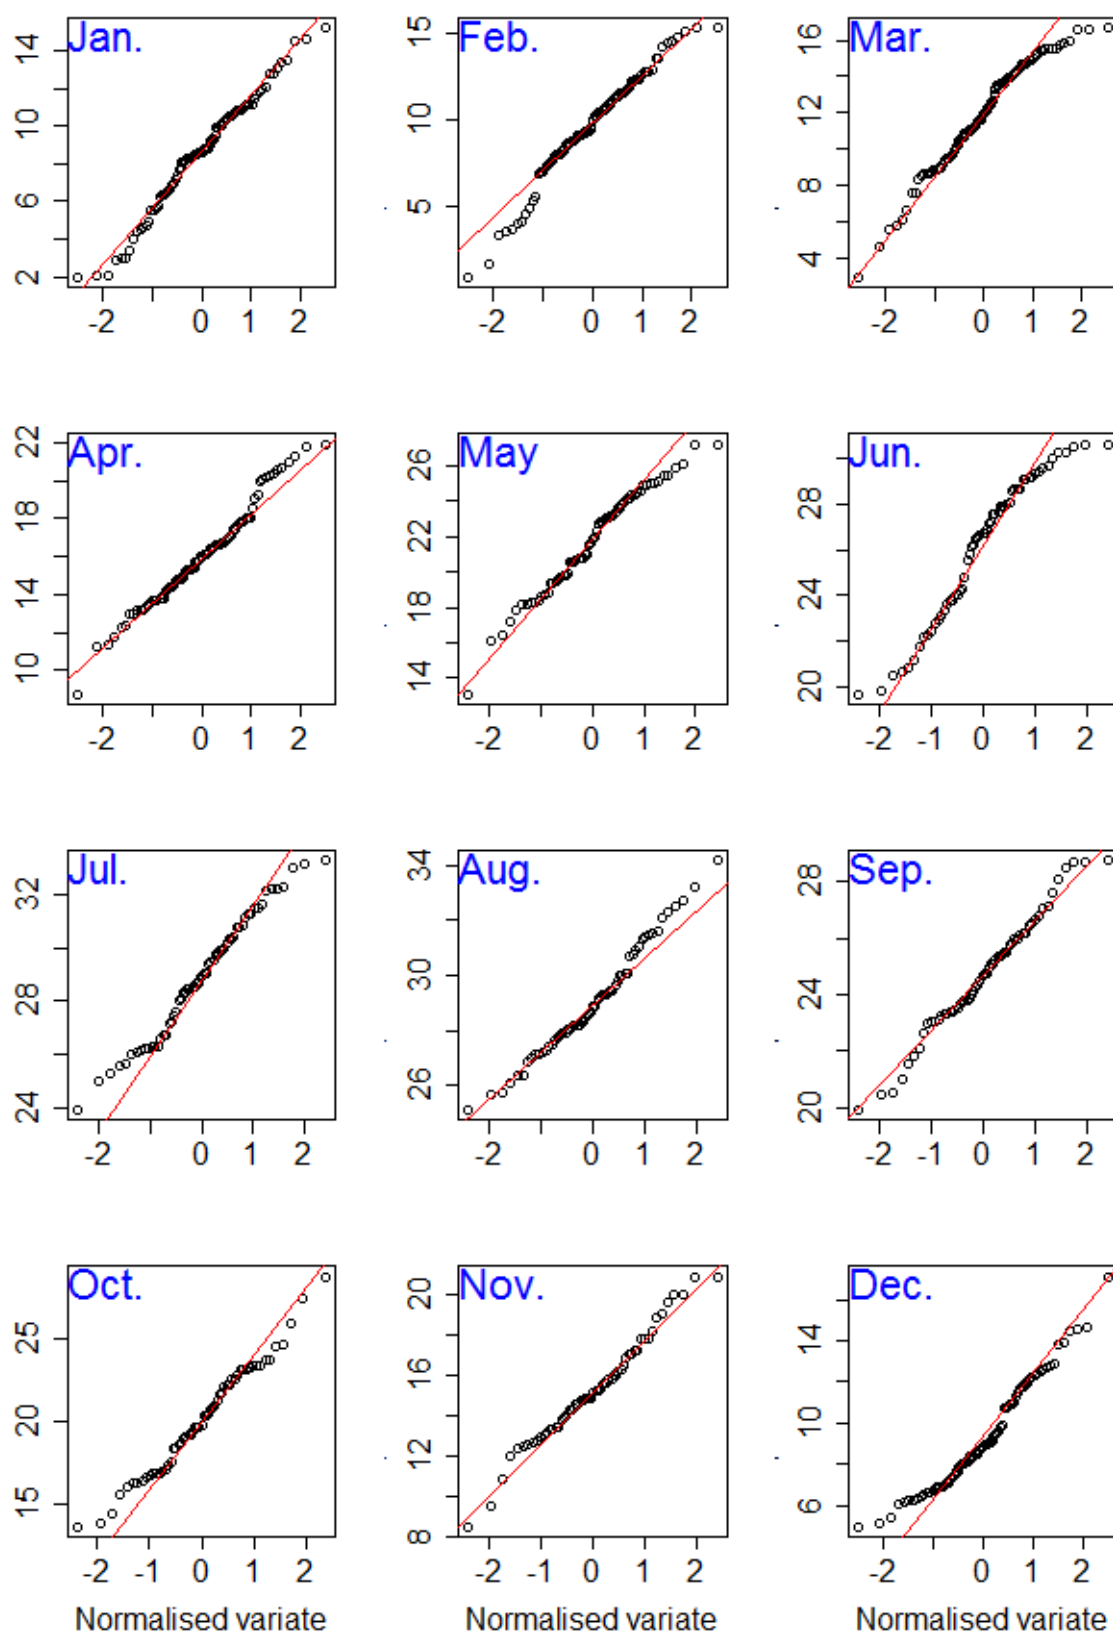 Jan. Feb. Mar.
14 15 16
10 10 12
6 5 8
2 4
-2 0 1 2 -2 0 1 2 -2 0 1 2
Apr. May Jun.
22 26 28
18 22 24
14 18 20
10 14
-2 0 1 2 -2 0 1 2 -2 -1 0 1 2
Jul. Aug. Sep.
32 34 28
28 30 24
24 26 20
-2 0 1 2 -2 0 1 2 -2 -1 0 1 2
Oct. Nov. Dec.
25 20 14
20 16 10
15 12 6
8
-2 -1 0 1 2 -2 0 1 2 -2 0 1 2
Normalised variate Normalised variate Normalised variate